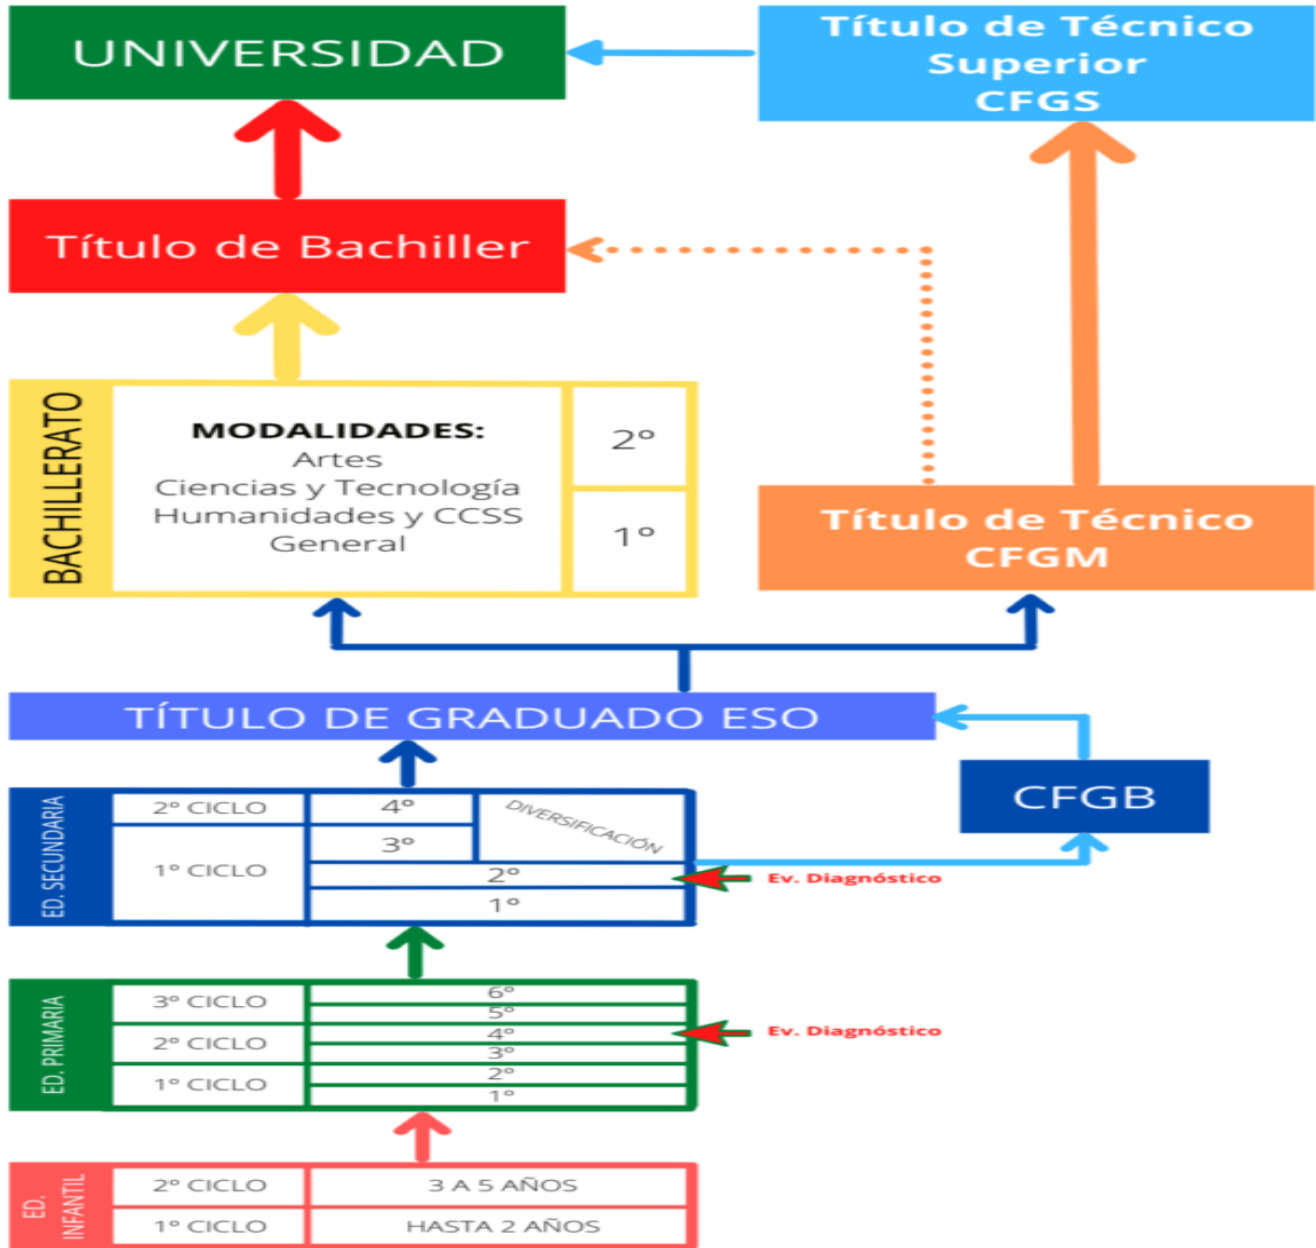 UNIVERSIDAD
Título de Técnico
Superior
CFGS
Título de Bachiller
BACHILLERATO
MODALIDADES:
Artes
Ciencias y Tecnología
Humanidades y CCSS
General
2º
1º
Título de Técnico
CFGM
TÍTULO DE GRADUADO ESO
CFGB
ED. SECUNDARIA
2º CICLO
4º
DIVERSIFICACIÓN
1º CICLO
3º
2º
Ev. Diagnóstico
1º
ED. PRIMARIA
3º CICLO
6º
5º
2º CICLO
4º
Ev. Diagnóstico
3º
1º CICLO
2º
1º
ED.
INFANTIL
2º CICLO
3 A 5 AÑOS
1º CICLO
HASTA 2 AÑOS